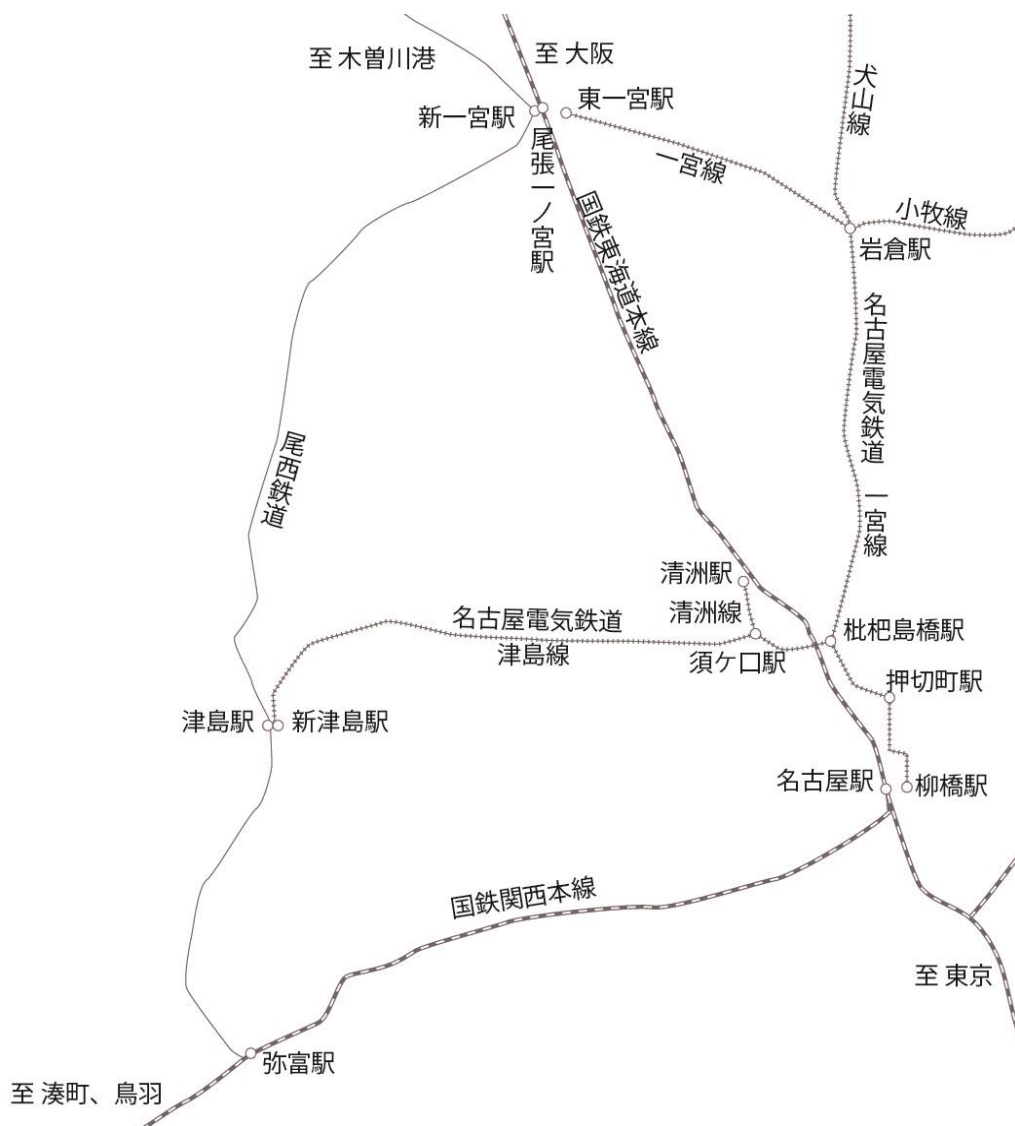 至 大阪
至 木曽川港
東一宮駅
新一宮駅
尾張一ノ宮駅
犬山線
一宮線
国鉄東海道本線
小牧線
岩倉駅
名古屋電気鉄道 一宮線
尾西鉄道
清洲駅
清洲線
名古屋電気鉄道
津島線
須ケ口駅
枇杷島橋駅
押切町駅
津島駅
新津島駅
名古屋駅
柳橋駅
国鉄関西本線
至 東京
弥富駅
至 湊町、鳥羽